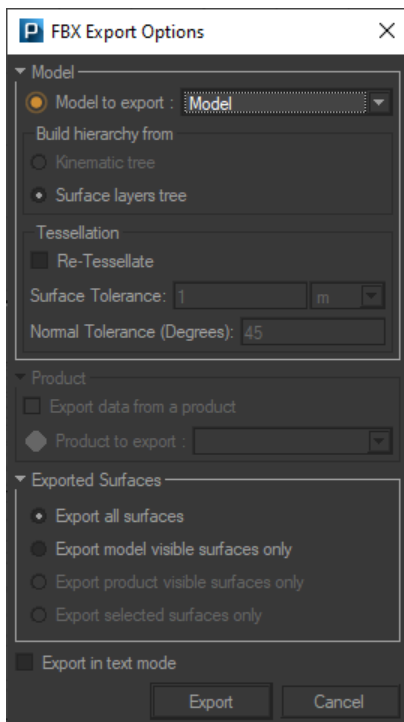 P FBX Export Options
Model
Model to export : Model
Build hierarchy from
Kinematic tree
Surface layers tree
Tessellation
Re-Tessellate
Surface Tolerance: 1 m
Normal Tolerance (Degrees): 45
Product
Export data from a product
Product to export :
Exported Surfaces
Export all surfaces
Export model visible surfaces only
Export product visible surfaces only
Export selected surfaces only
Export in text mode
Export Cancel